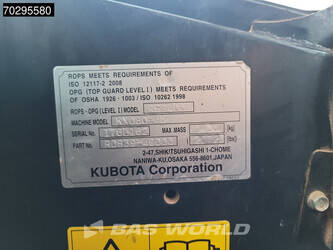 70295580
ROPS MEETS REQUIREMENTS OF
ISO 12117-2 2008
OPG (TOP GUARD LEVEL I) MEETS REQUIREMENTS
OF OSHA 1926 · 1003 / ISO 10262 1998
ROPS - OPG (LEVEL I) MODEL
MACHINE MODEL
SERIAL No.
MAX.MASS
(kg)
PART No.
2-47,SHIKITSUHIGASHI 1-CHOME
NANIWA-KU,OSAKA 556-8601,JAPAN
KUBOTA Corporation
BAS World